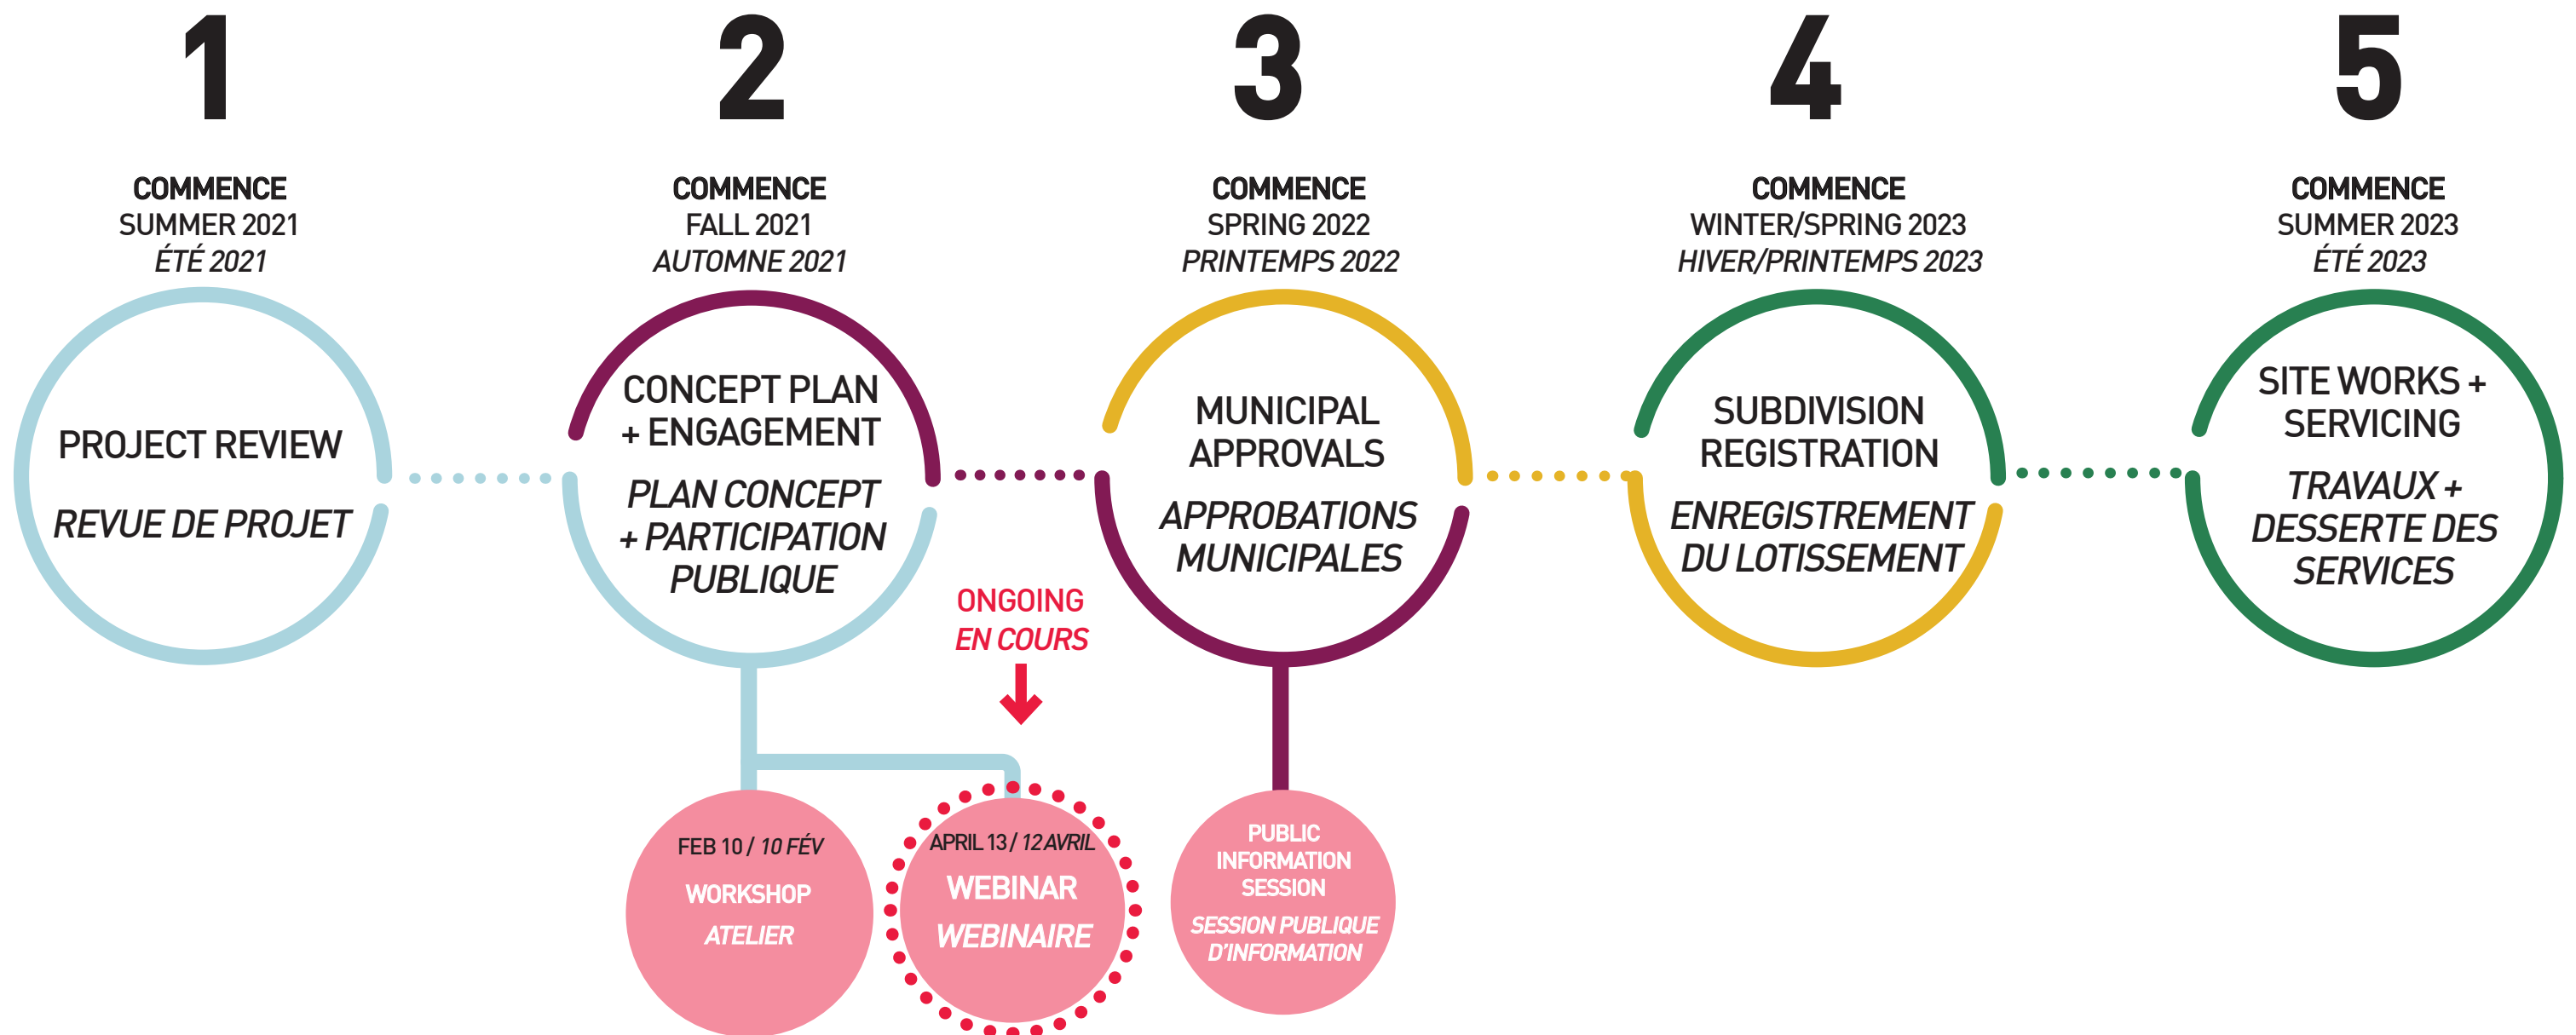 1
COMMENCE
SUMMER 2021
ÉTÉ 2021
PROJECT REVIEW
REVUE DE PROJET
2
COMMENCE
FALL 2021
AUTOMNE 2021
CONCEPT PLAN
+ ENGAGEMENT
PLAN CONCEPT
+ PARTICIPATION
PUBLIQUE
FEB 10 / 10 FÉV
WORKSHOP
ATELIER
ONGOING
EN COURS
APRIL 13 / 12 AVRIL
WEBINAR
WEBINAIRE
3
COMMENCE
SPRING 2022
PRINTEMPS 2022
MUNICIPAL
APPROVALS
APPROBATIONS
MUNICIPALES
PUBLIC
INFORMATION
SESSION
SESSION PUBLIQUE
D'INFORMATION
4
COMMENCE
WINTER/SPRING 2023
HIVER/PRINTEMPS 2023
SUBDIVISION
REGISTRATION
ENREGISTREMENT
DU LOTISSEMENT
5
COMMENCE
SUMMER 2023
ÉTÉ 2023
SITE WORKS +
SERVICING
TRAVAUX +
DESSERTE DES
SERVICES